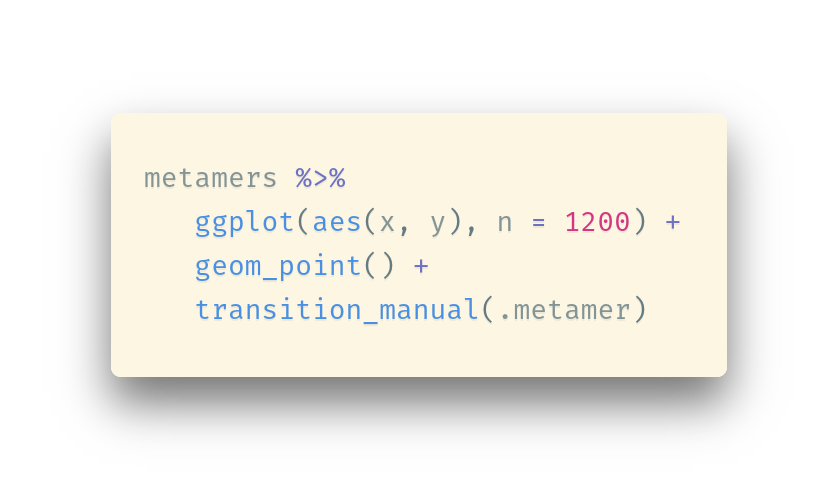 metamers %>%
ggplot(aes(x, y), n = 1200) +
geom_point() +
transition_manual(.metamer)